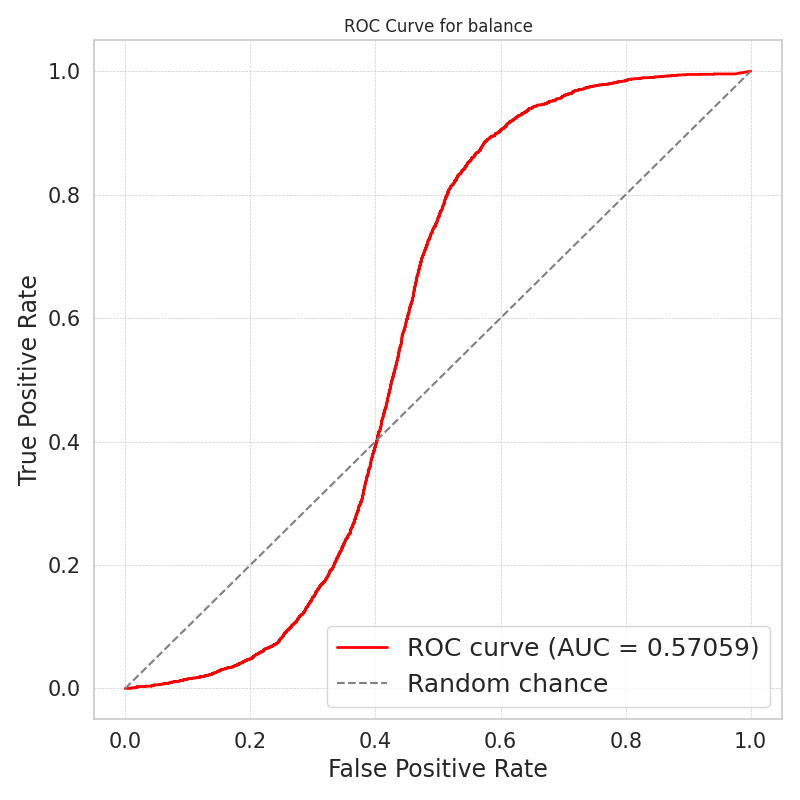 ROC Curve for balance
1.0
0.8
0.6
0.4
0.2
0.0
True Positive Rate
ROC curve (AUC = 0.57059)
Random chance
0.0 0.2 0.4 0.6 0.8 1.0
False Positive Rate